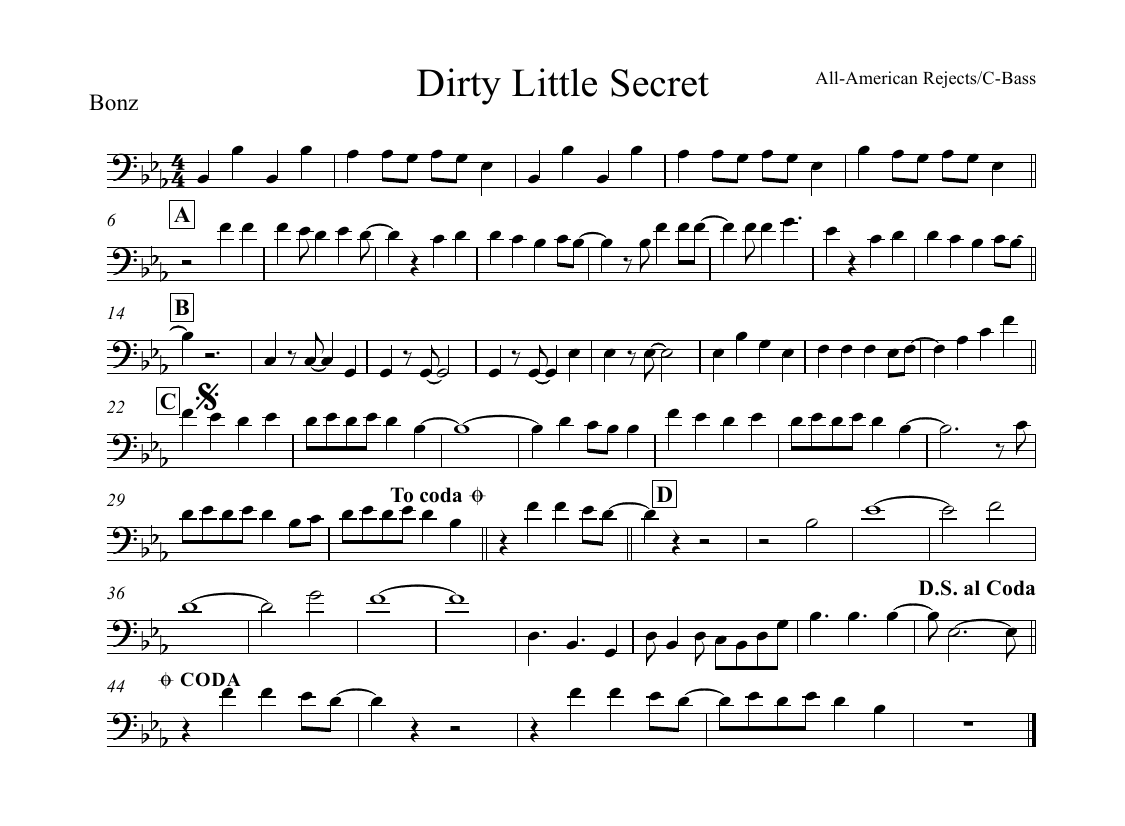 Dirty Little Secret
All-American Rejects/C-Bass
Bonz
4
4
6
A
14
B
22
C
29
To coda
D
36
D.S. al Coda
44
CODA